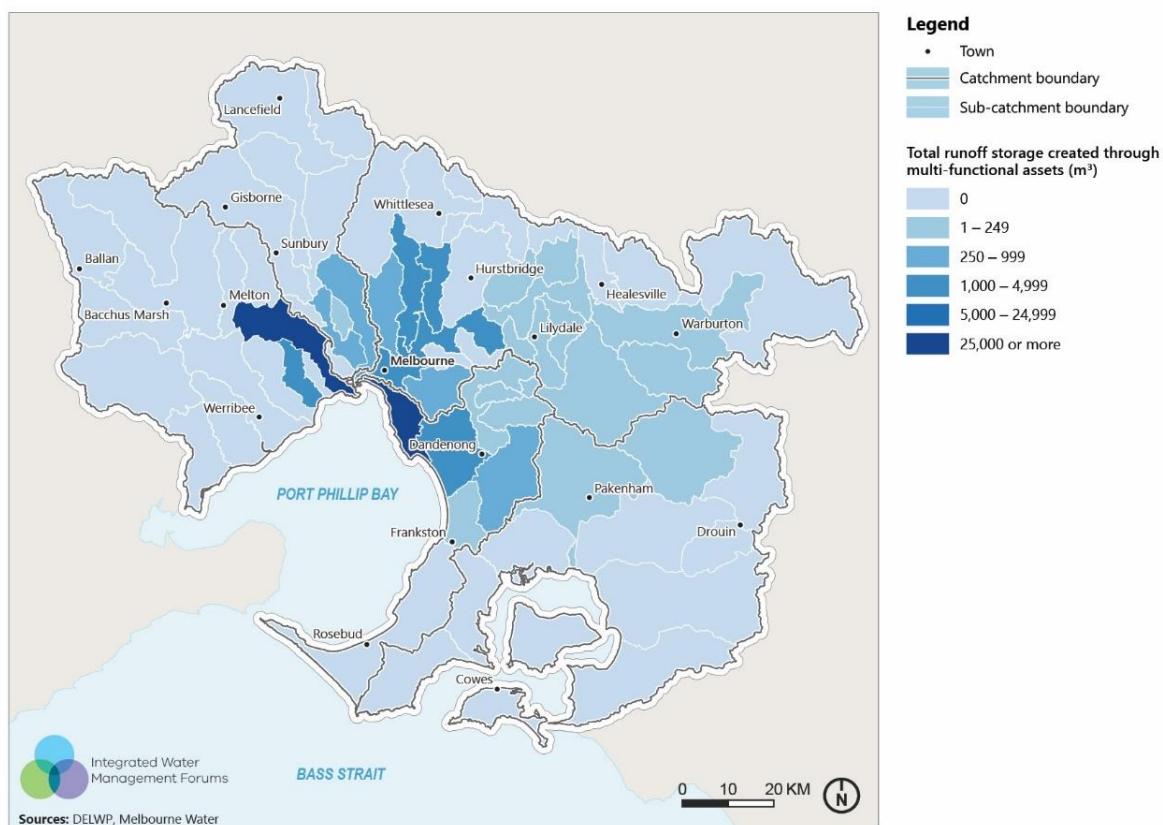 Legend
Town
Catchment boundary
Sub-catchment boundary
Total runoff storage created through
multi-functional assets (m³)
0
1 – 249
250 – 999
1,000 – 4,999
5,000 – 24,999
25,000 or more
Lancefield
Gisborne
Whittlesea
Sunbury
Ballan
Hurstbridge
Healesville
Melton
Bacchus Marsh
Lilydale
Warburton
Melbourne
Werribee
Dandenong
PORT PHILLIP BAY
Pakenham
Frankston
Drouin
Rosebud
Cowes
Integrated Water
Management Forums
BASS STRAIT
0 10 20 KM
N
Sources: DELWP, Melbourne Water